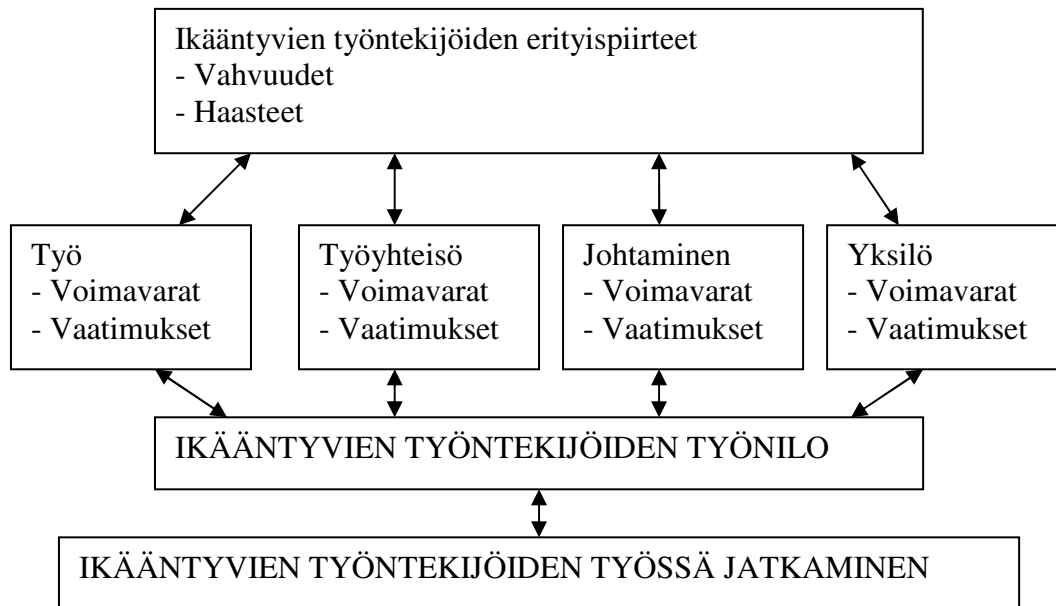 Ikääntyvien työntekijöiden erityispiirteet
- Vahvuudet
- Haasteet
Työ
- Voimavarat
- Vaatimukset
Työyhteisö
- Voimavarat
- Vaatimukset
Johtaminen
- Voimavarat
- Vaatimukset
Yksilö
- Voimavarat
- Vaatimukset
IKÄÄNTYVIEN TYÖNTEKIJÖIDEN TYÖNILO
IKÄÄNTYVIEN TYÖNTEKIJÖIDEN TYÖSSÄ JATKAMINEN